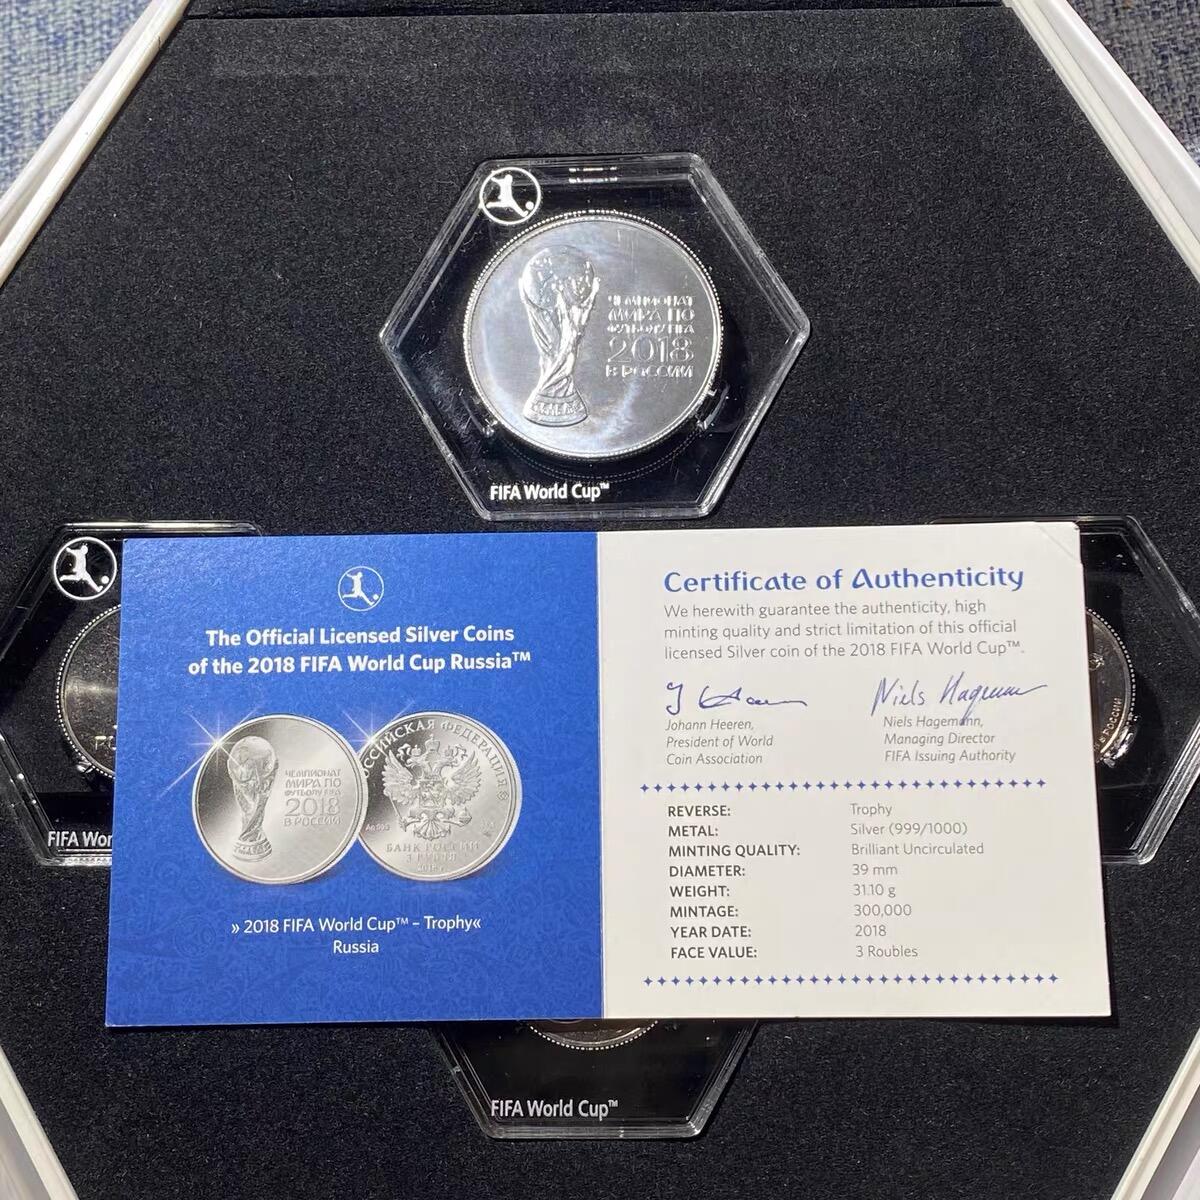 ЧЕМПИОНАТ
МИРА ПО
ФУТБОЛУ FIFA
2018
В РОССИИ
FIFA World Cup™
FIFA Wor
The Official Licensed Silver Coins
of the 2018 FIFA World Cup Russia™
ЧЕМПИОНАТ
МИРА ПО
ФУТБОЛУ FIFA
2018
В РОССИИ
ОССИЙСКАЯ ФЕДЕРАЦИЯ
БАНК РОССИИ
3 РУБЛЯ
2018 г.
» 2018 FIFA World Cup™ – Trophy«
Russia
Certificate of Authenticity
We herewith guarantee the authenticity, high
minting quality and strict limitation of this official
licensed Silver coin of the 2018 FIFA World Cup™.
Niels Hagemann
Johann Heeren,
President of World
Coin Association
Niels Hagemann,
Managing Director
FIFA Issuing Authority
REVERSE: Trophy
METAL: Silver (999/1000)
MINTING QUALITY: Brilliant Uncirculated
DIAMETER: 39 mm
WEIGHT: 31.10 g
MINTAGE: 300,000
YEAR DATE: 2018
FACE VALUE: 3 Roubles
РОССИИ
FIFA World Cup™